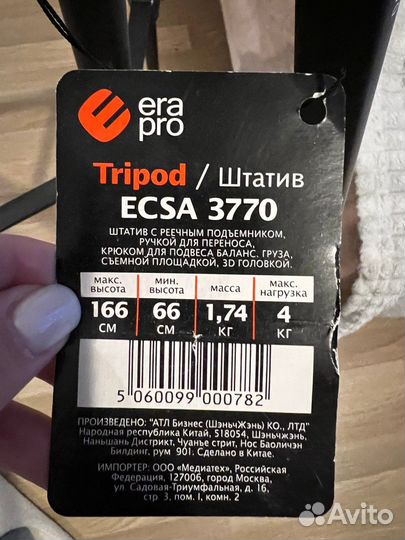 era
pro
Tripod / Штатив
ECSA 3770
ШТАТИВ С РЕЕЧНЫМ ПОДЪЕМНИКОМ,
РУЧКОЙ ДЛЯ ПЕРЕНОСА,
КРЮКОМ ДЛЯ ПОДВЕСА БАЛАНС. ГРУЗА,
СЪЕМНОЙ ПЛОЩАДКОЙ, 3D ГОЛОВКОЙ.
макс. высота мин. высота масса макс. нагрузка
166 СМ 66 СМ 1,74 КГ 4 КГ
5 060099 000782
ПРОИЗВЕДЕНО: "АТЛ Бизнес (ШэньчЖэнь) КО., ЛТД"
Народная республика Китай, 518054, Шэньчжэнь,
Наньшань Дистрикт, Чуанье стрит, Нос Баоличэн
Билдинг, рум 901. Сделано в Китае.
ИМПОРТЕР: ООО «Медиатех», Российская
Федерация, 127006, город Москва,
ул. Садовая-Триумфальная, д. 16,
стр. 3, пом. I, комн. 2
Avito